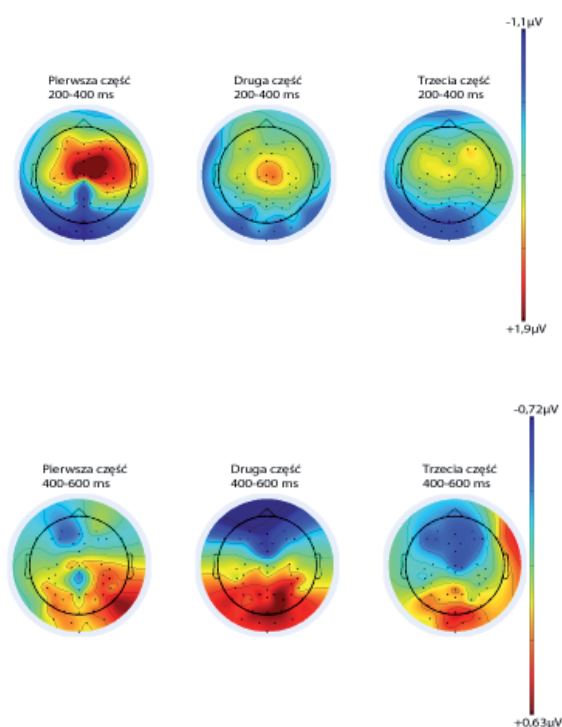 -1,1µV
Pierwsza część
200-400 ms
Druga część
200-400 ms
Trzecia część
200-400 ms
+1,9µV
-0,72µV
Pierwsza część
400-600 ms
Druga część
400-600 ms
Trzecia część
400-600 ms
+0,63µV